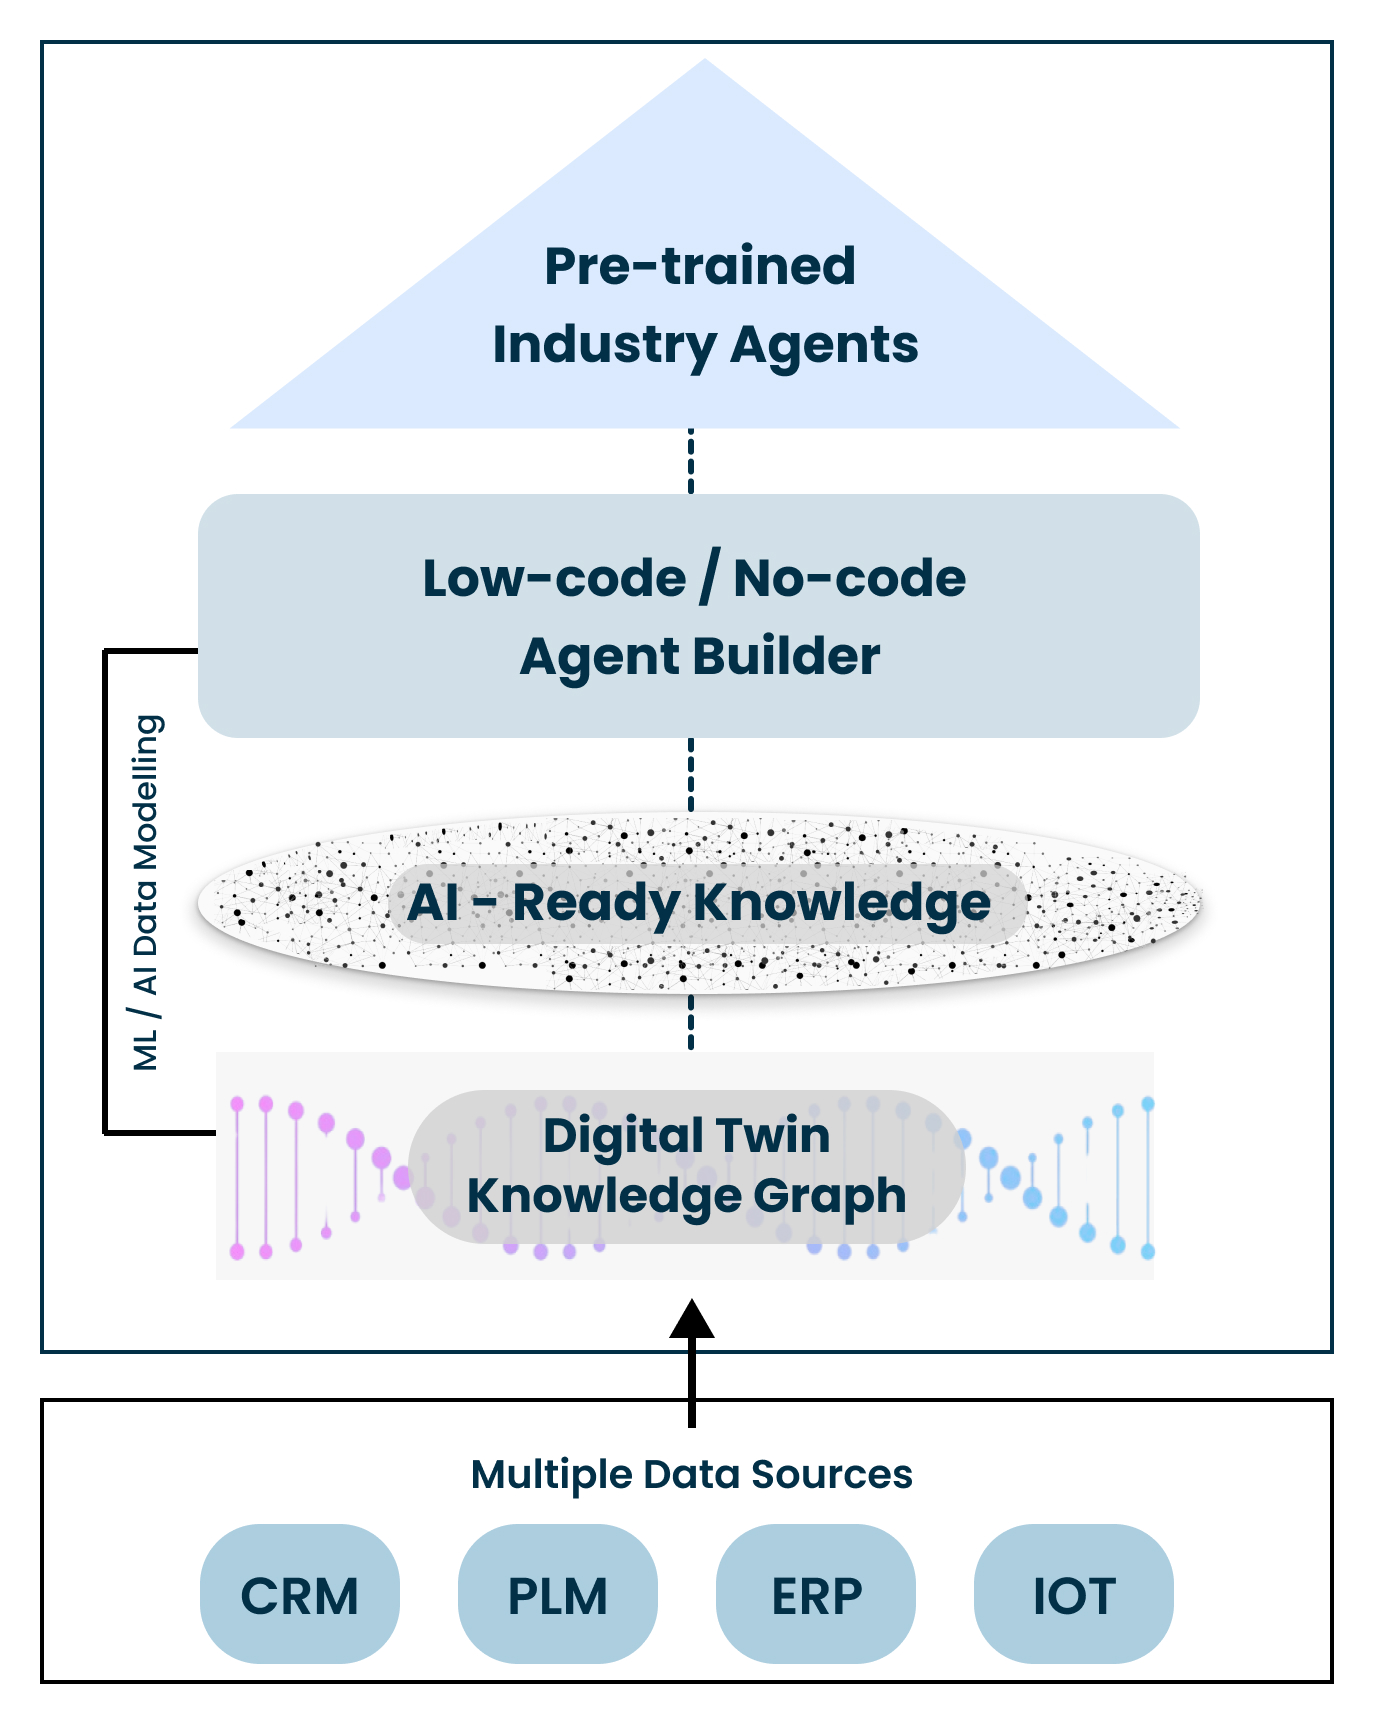 Pre-trained
Industry Agents
Low-code / No-code
Agent Builder
ML / AI Data Modelling
AI - Ready Knowledge
Digital Twin
Knowledge Graph
Multiple Data Sources
CRM
PLM
ERP
IOT